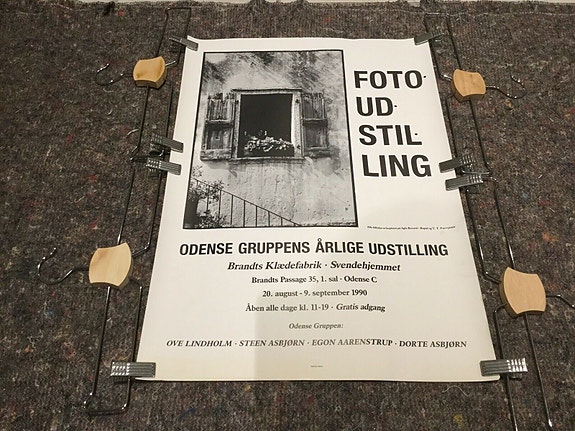 FOTO·
UD·
STIL·
LING
ODENSE GRUPPENS ÅRLIGE UDSTILLING
Brandts Klædefabrik · Svendehjemmet
Brandts Passage 35, 1. sal · Odense C
20. august - 9. september 1990
Åben alle dage kl. 11-19 · Gratis adgang
Odense Gruppen:
OVE LINDHOLM · STEEN ASBJØRN · EGON AARENSTRUP · DORTE ASBJØRN